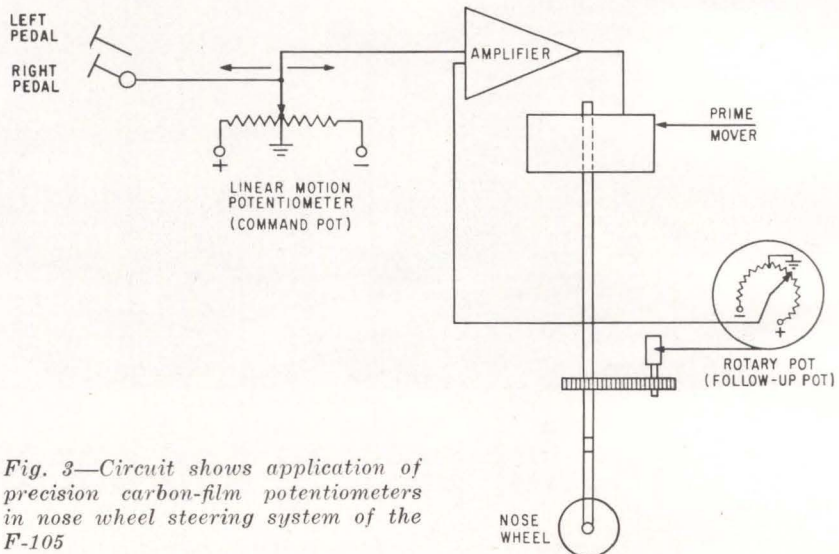 LEFT
PEDAL
RIGHT
PEDAL
AMPLIFIER
PRIME
MOVER
+
−
LINEAR MOTION
POTENTIOMETER
(COMMAND POT)
−
+
ROTARY POT
(FOLLOW-UP POT)
Fig. 3—Circuit shows application of
precision carbon-film potentiometers
in nose wheel steering system of the
F-105
NOSE
WHEEL